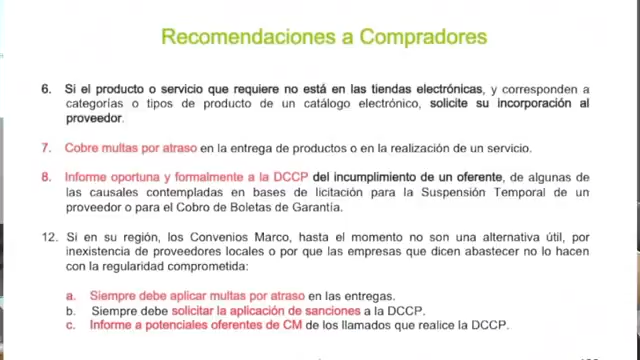 Recomendaciones a Compradores
6. Si el producto o servicio que requiere no está en las tiendas electrónicas, y corresponden a
categorías o tipos de producto de un catálogo electrónico, solicite su incorporación al
proveedor.
7. Cobre multas por atraso en la entrega de productos o en la realización de un servicio.
8. Informe oportuna y formalmente a la DCCP del incumplimiento de un oferente, de algunas de
las causales contempladas en bases de licitación para la Suspensión Temporal de un
proveedor o para el Cobro de Boletas de Garantía.
12. Sí en su región, los Convenios Marco, hasta el momento no son una alternativa útil, por
inexistencia de proveedores locales o por que las empresas que dicen abastecer no lo hacen
con la regularidad comprometida:
a. Siempre debe aplicar multas por atraso en las entregas.
b. Siempre debe solicitar la aplicación de sanciones a la DCCP.
c. Informe a potenciales oferentes de CM de los llamados que realice la DCCP.